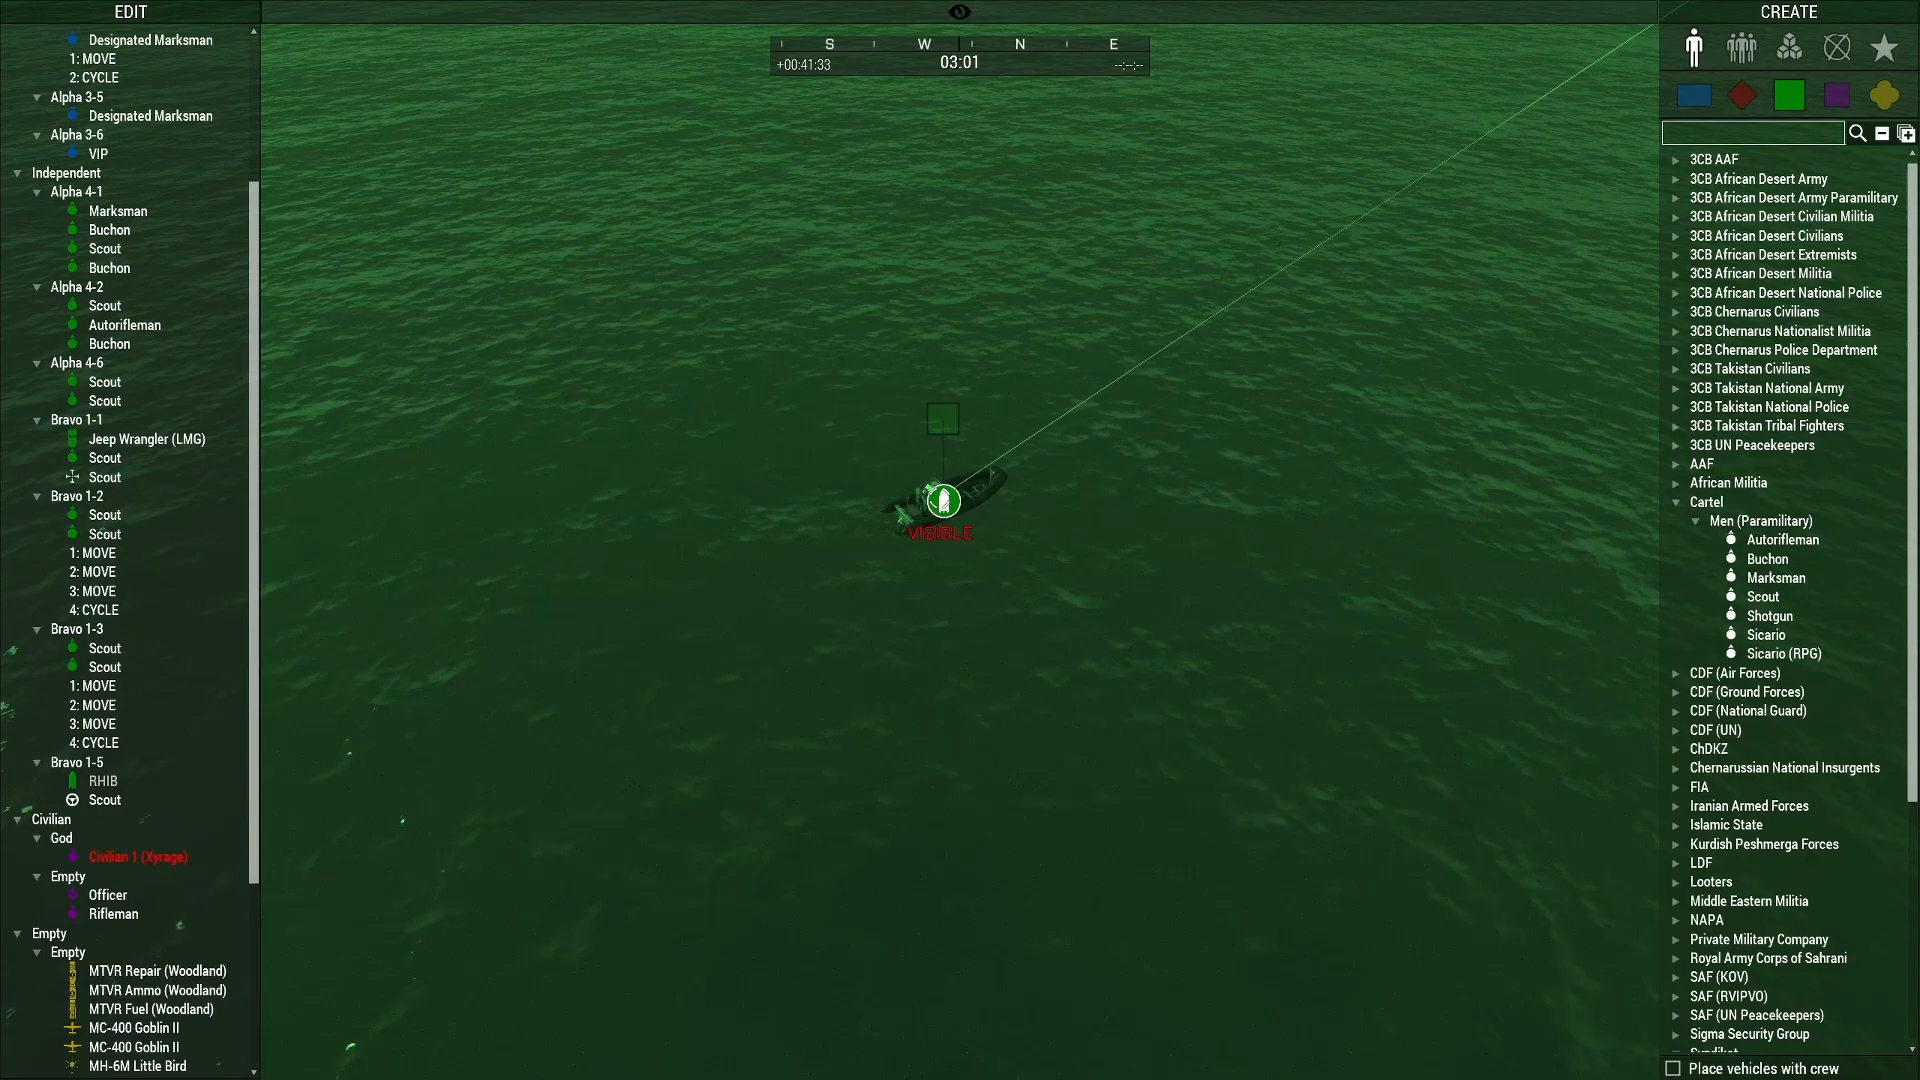 EDIT
Designated Marksman
1: MOVE
2: CYCLE
Alpha 3-5
Designated Marksman
Alpha 3-6
VIP
Independent
Alpha 4-1
Marksman
Buchon
Scout
Buchon
Alpha 4-2
Scout
Autorifleman
Buchon
Alpha 4-6
Scout
Scout
Bravo 1-1
Jeep Wrangler (LMG)
Scout
Scout
Bravo 1-2
Scout
Scout
1: MOVE
2: MOVE
3: MOVE
4: CYCLE
Bravo 1-3
Scout
Scout
1: MOVE
2: MOVE
3: MOVE
4: CYCLE
Bravo 1-5
RHIB
Scout
Civilian
God
Civilian 1 (Xyrage)
Empty
Officer
Rifleman
Empty
Empty
MTVR Repair (Woodland)
MTVR Ammo (Woodland)
MTVR Fuel (Woodland)
MC-400 Goblin II
MC-400 Goblin II
MH-6M Little Bird
S W N E
+00:41:33 03:01 --:--:--
VISIBLE
CREATE
3CB AAF
3CB African Desert Army
3CB African Desert Army Paramilitary
3CB African Desert Civilian Militia
3CB African Desert Civilians
3CB African Desert Extremists
3CB African Desert Militia
3CB African Desert National Police
3CB Chernarus Civilians
3CB Chernarus Nationalist Militia
3CB Chernarus Police Department
3CB Takistan Civilians
3CB Takistan National Army
3CB Takistan National Police
3CB Takistan Tribal Fighters
3CB UN Peacekeepers
AAF
African Militia
Cartel
Men (Paramilitary)
Autorifleman
Buchon
Marksman
Scout
Shotgun
Sicario
Sicario (RPG)
CDF (Air Forces)
CDF (Ground Forces)
CDF (National Guard)
CDF (UN)
ChDKZ
Chernarussian National Insurgents
FIA
Iranian Armed Forces
Islamic State
Kurdish Peshmerga Forces
LDF
Looters
Middle Eastern Militia
NAPA
Private Military Company
Royal Army Corps of Sahrani
SAF (KOV)
SAF (RVIPVO)
SAF (UN Peacekeepers)
Sigma Security Group
Place vehicles with crew